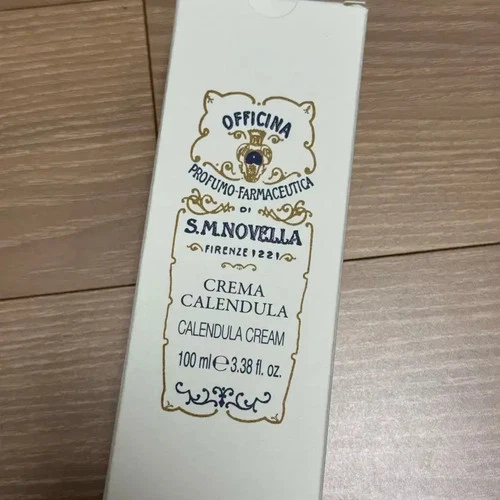 OFFICINA
PROFUMO-FARMACEUTICA
DI
S.M.NOVELLA
FIRENZE 1221
CREMA
CALENDULA
CALENDULA CREAM
100 ml ℮ 3.38 fl. oz.